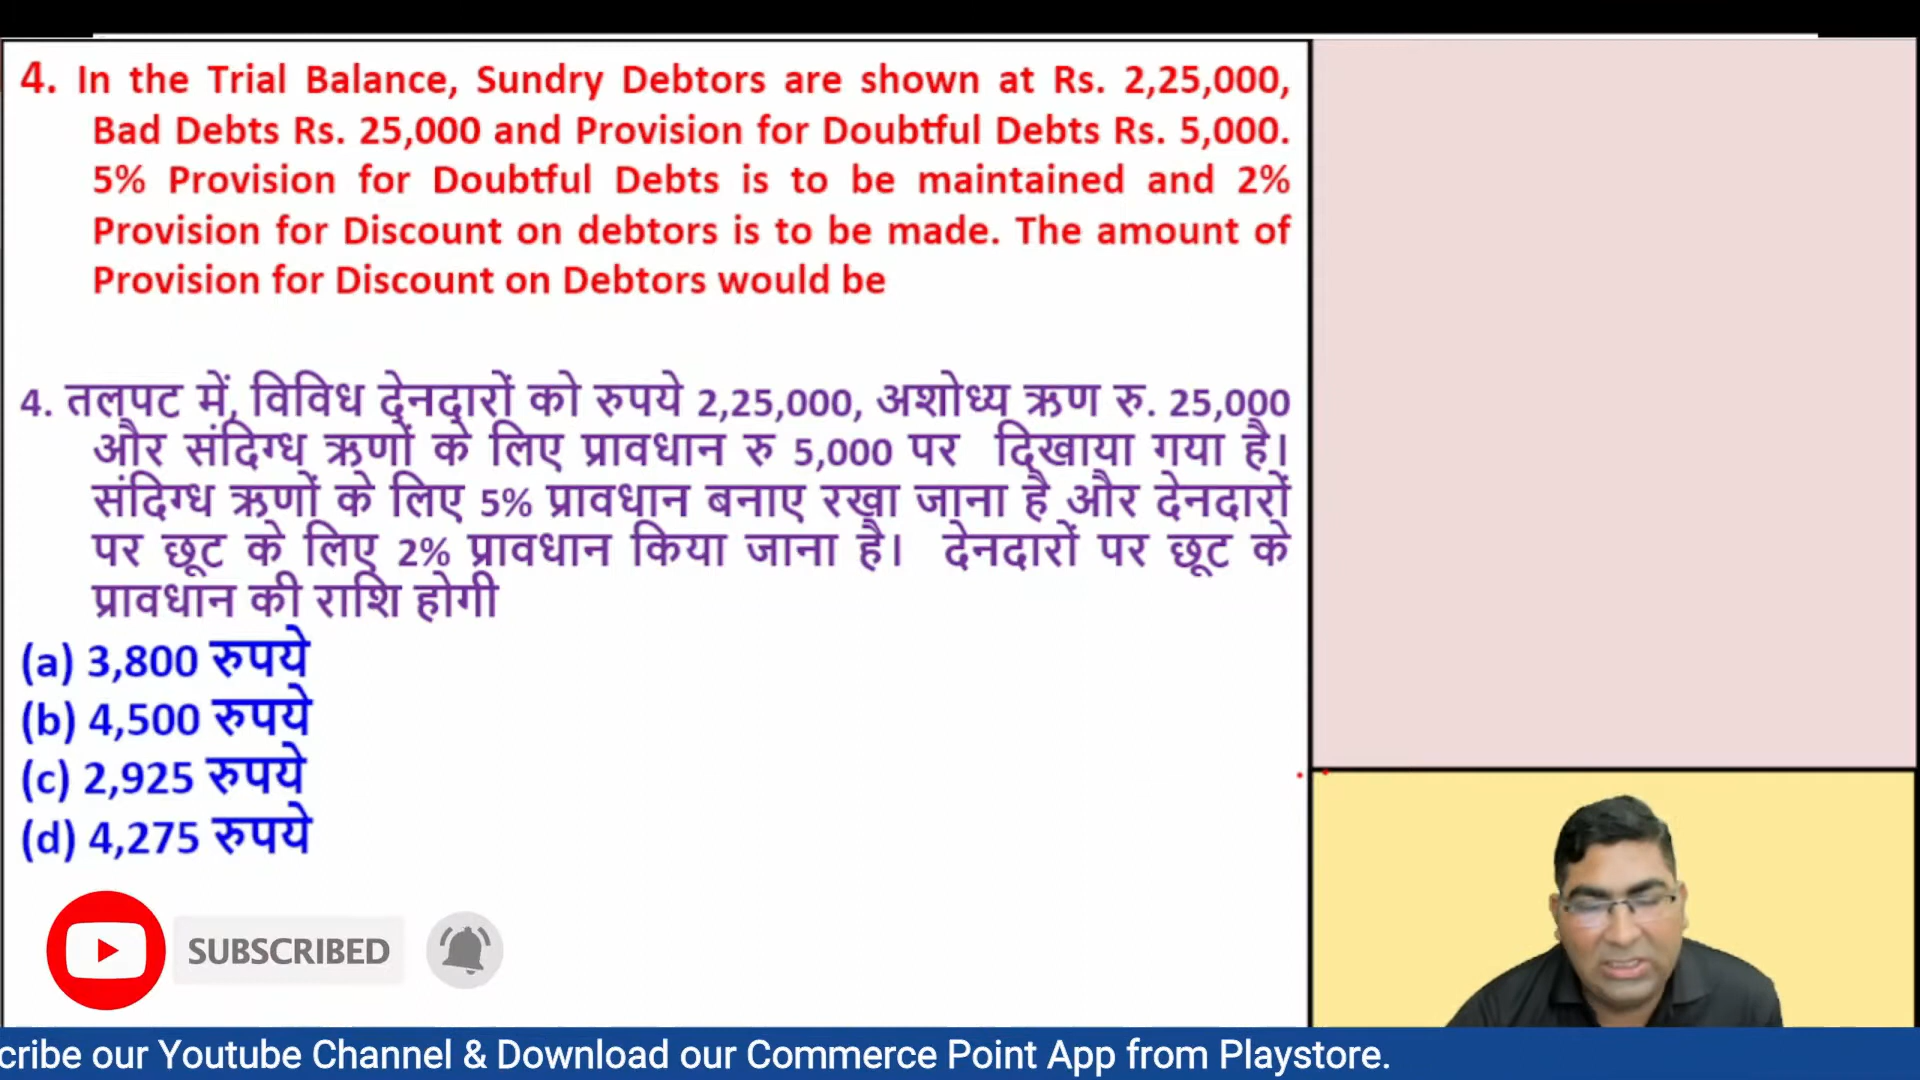 4. In the Trial Balance, Sundry Debtors are shown at Rs. 2,25,000,
Bad Debts Rs. 25,000 and Provision for Doubtful Debts Rs. 5,000.
5% Provision for Doubtful Debts is to be maintained and 2%
Provision for Discount on debtors is to be made. The amount of
Provision for Discount on Debtors would be
4. तलपट में, विविध देनदारों को रुपये 2,25,000, अशोध्य ऋण रु. 25,000
और संदिग्ध ऋणों के लिए प्रावधान रु 5,000 पर दिखाया गया है।
संदिग्ध ऋणों के लिए 5% प्रावधान बनाए रखा जाना है और देनदारों
पर छूट के लिए 2% प्रावधान किया जाना है। देनदारों पर छूट के
प्रावधान की राशि होगी
(a) 3,800 रुपये
(b) 4,500 रुपये
(c) 2,925 रुपये
(d) 4,275 रुपये
SUBSCRIBED
cribe our Youtube Channel & Download our Commerce Point App from Playstore.